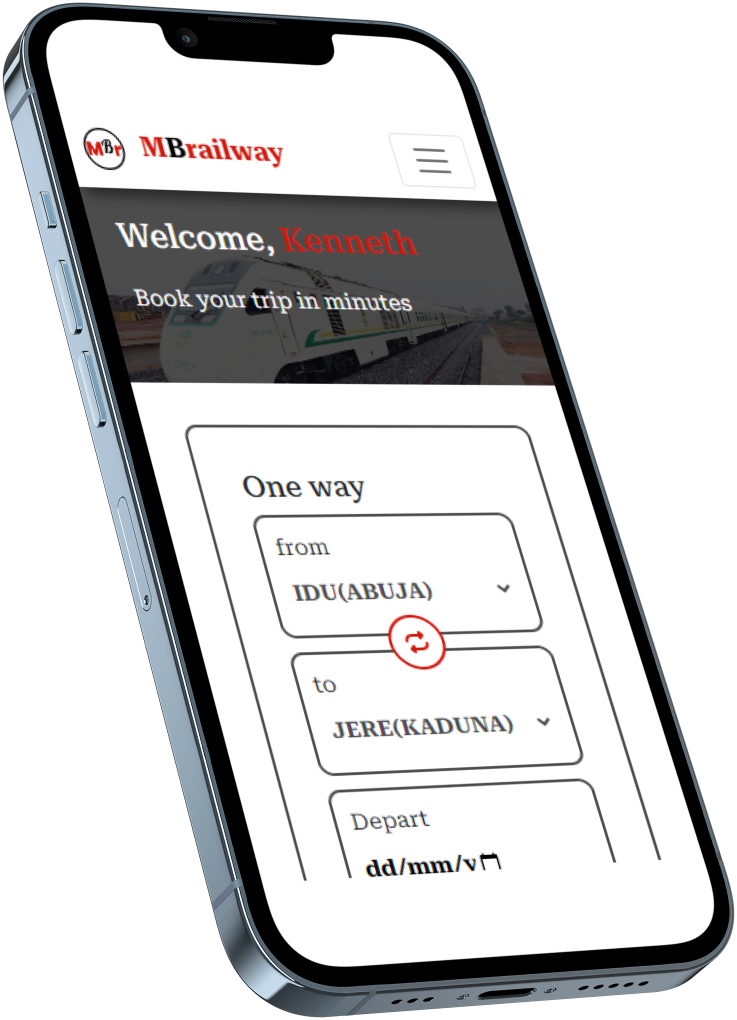 MBr MBrailway
Welcome, Kenneth
Book your trip in minutes
One way
from
IDU(ABUJA)
to
JERE(KADUNA)
Depart
dd/mm/y